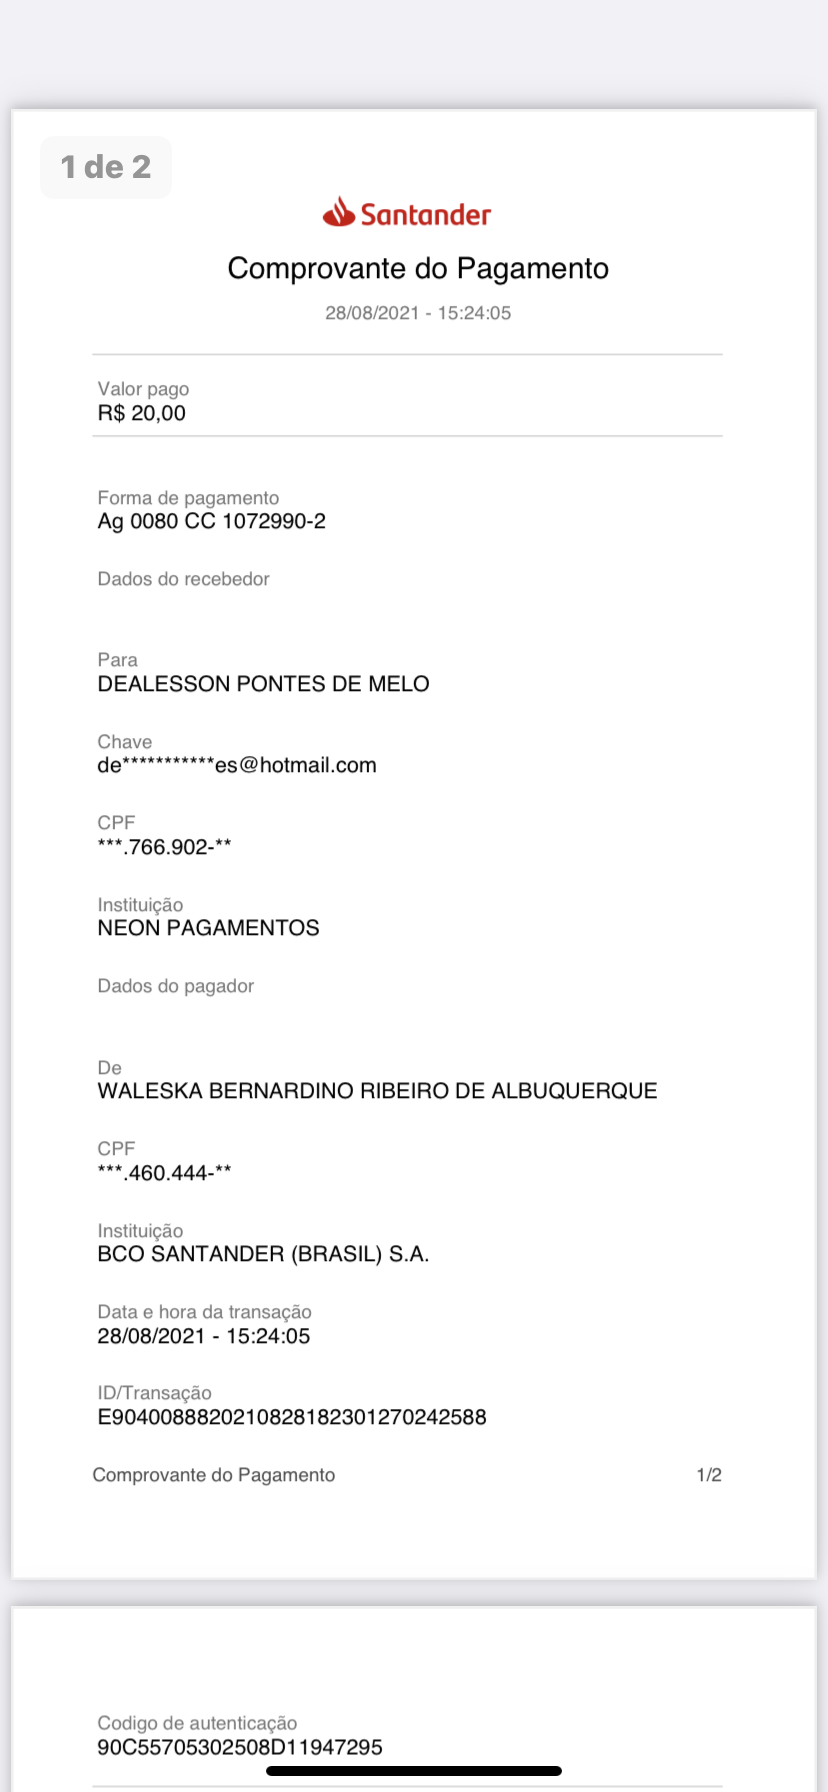 1 de 2
Santander
Comprovante do Pagamento
28/08/2021 - 15:24:05
Valor pago
R$ 20,00
Forma de pagamento
Ag 0080 CC 1072990-2
Dados do recebedor
Para
DEALESSON PONTES DE MELO
Chave
de***********es@hotmail.com
CPF
***.766.902-**
Instituição
NEON PAGAMENTOS
Dados do pagador
De
WALESKA BERNARDINO RIBEIRO DE ALBUQUERQUE
CPF
***.460.444-**
Instituição
BCO SANTANDER (BRASIL) S.A.
Data e hora da transação
28/08/2021 - 15:24:05
ID/Transação
E9040088820210828182301270242588
Comprovante do Pagamento 1/2
Codigo de autenticação
90C55705302508D11947295